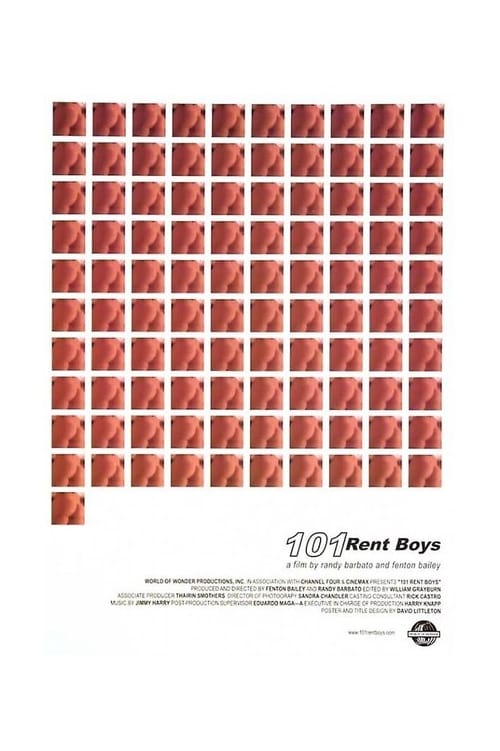 101 Rent Boys
a film by randy barbato and fenton bailey
WORLD OF WONDER PRODUCTIONS, INC. IN ASSOCIATION WITH CHANNEL FOUR & CINEMAX PRESENTS "101 RENT BOYS"
PRODUCED AND DIRECTED BY FENTON BAILEY AND RANDY BARBATO EDITED BY WILLIAM GRAYBURN
ASSOCIATE PRODUCER THAIRIN SMOTHERS DIRECTOR OF PHOTOGRAPY SANDRA CHANDLER CASTING CONSULTANT RICK CASTRO
MUSIC BY JIMMY HARRY POST-PRODUCTION SUPERVISOR EDUARDO MAGA—A EXECUTIVE IN CHARGE OF PRODUCTION HARRY KNAPP
POSTER AND TITLE DESIGN BY DAVID LITTLETON
www.101rentboys.com